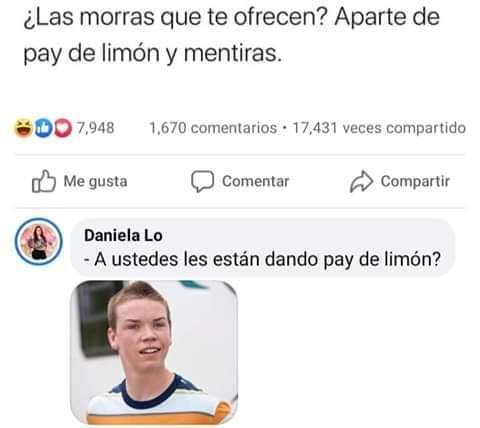 ¿Las morras que te ofrecen? Aparte de
pay de limón y mentiras.
7,948 1,670 comentarios • 17,431 veces compartido
Me gusta Comentar Compartir
Daniela Lo
- A ustedes les están dando pay de limón?